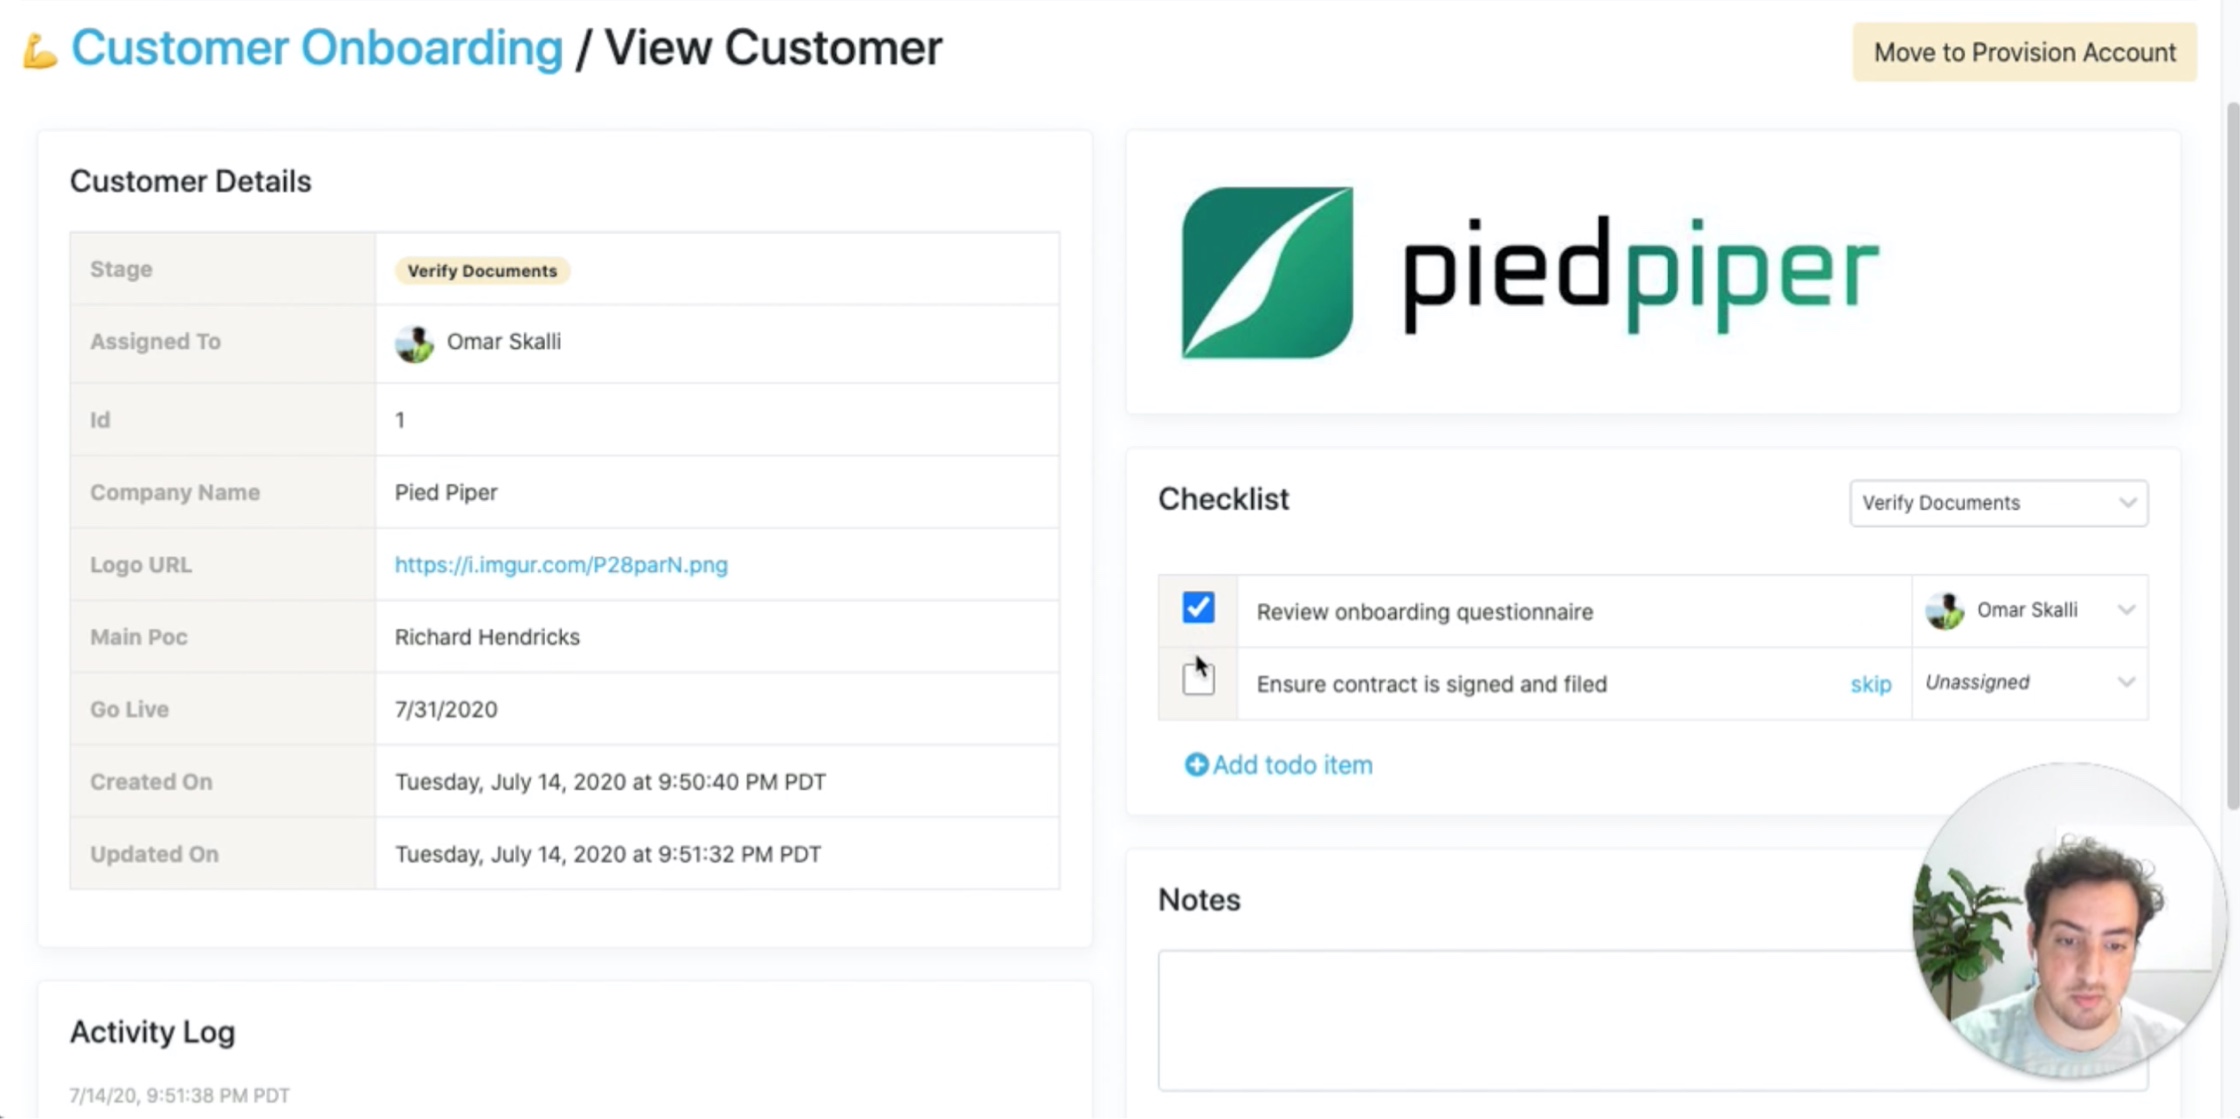 💪 Customer Onboarding / View Customer
Move to Provision Account
Customer Details
Stage Verify Documents
Assigned To Omar Skalli
Id 1
Company Name Pied Piper
Logo URL https://i.imgur.com/P28parN.png
Main Poc Richard Hendricks
Go Live 7/31/2020
Created On Tuesday, July 14, 2020 at 9:50:40 PM PDT
Updated On Tuesday, July 14, 2020 at 9:51:32 PM PDT
Activity Log
7/14/20, 9:51:38 PM PDT
piedpiper
Checklist Verify Documents
Review onboarding questionnaire Omar Skalli
Ensure contract is signed and filed skip Unassigned
Add todo item
Notes